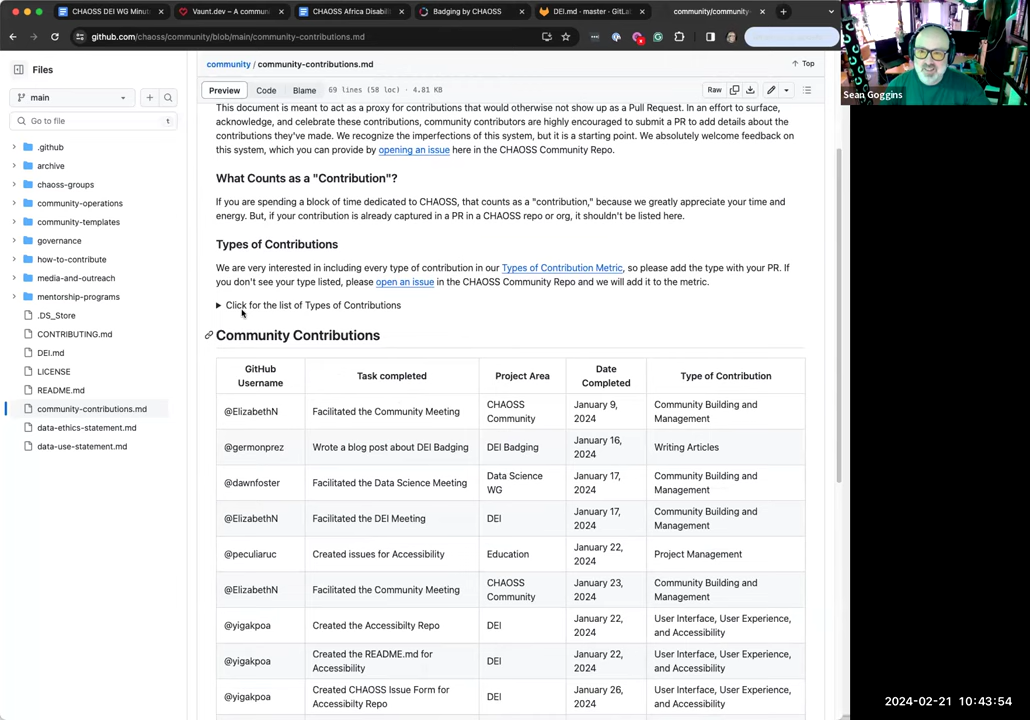 CHAOSS DEI WG Minut
Vaunt.dev – A commun
CHAOSS Africa Disabili
Badging by CHAOSS
DEI.md · master · GitLa
community/community-
github.com/chaoss/community/blob/main/community-contributions.md
Sean Goggins
Files
main
Go to file
t
.github
archive
chaoss-groups
community-operations
community-templates
governance
how-to-contribute
media-and-outreach
mentorship-programs
.DS_Store
CONTRIBUTING.md
DEI.md
LICENSE
README.md
community-contributions.md
data-ethics-statement.md
data-use-statement.md
community / community-contributions.md
Top
Preview Code Blame 69 lines (58 loc) · 4.81 KB
Raw
This document is meant to act as a proxy for contributions that would otherwise not show up as a Pull Request. In an effort to surface,
acknowledge, and celebrate these contributions, community contributors are highly encouraged to submit a PR to add details about the
contributions they've made. We recognize the imperfections of this system, but it is a starting point. We absolutely welcome feedback on
this system, which you can provide by opening an issue here in the CHAOSS Community Repo.
What Counts as a "Contribution"?
If you are spending a block of time dedicated to CHAOSS, that counts as a "contribution," because we greatly appreciate your time and
energy. But, if your contribution is already captured in a PR in a CHAOSS repo or org, it shouldn't be listed here.
Types of Contributions
We are very interested in including every type of contribution in our Types of Contribution Metric, so please add the type with your PR. If
you don't see your type listed, please open an issue in the CHAOSS Community Repo and we will add it to the metric.
Click for the list of Types of Contributions
Community Contributions
GitHub Username Task completed Project Area Date Completed Type of Contribution
@ElizabethN Facilitated the Community Meeting CHAOSS Community January 9, 2024 Community Building and Management
@germonprez Wrote a blog post about DEI Badging DEI Badging January 16, 2024 Writing Articles
@dawnfoster Facilitated the Data Science Meeting Data Science WG January 17, 2024 Community Building and Management
@ElizabethN Facilitated the DEI Meeting DEI January 17, 2024 Community Building and Management
@peculiaruc Created issues for Accessibility Education January 22, 2024 Project Management
@ElizabethN Facilitated the Community Meeting CHAOSS Community January 23, 2024 Community Building and Management
@yigakpoa Created the Accessibilty Repo DEI January 22, 2024 User Interface, User Experience, and Accessibility
@yigakpoa Created the README.md for Accessibility DEI January 22, 2024 User Interface, User Experience, and Accessibility
@yigakpoa Created CHAOSS Issue Form for Accessibilty Repo DEI January 26, 2024 User Interface, User Experience, and Accessibility
2024-02-21 10:43:54